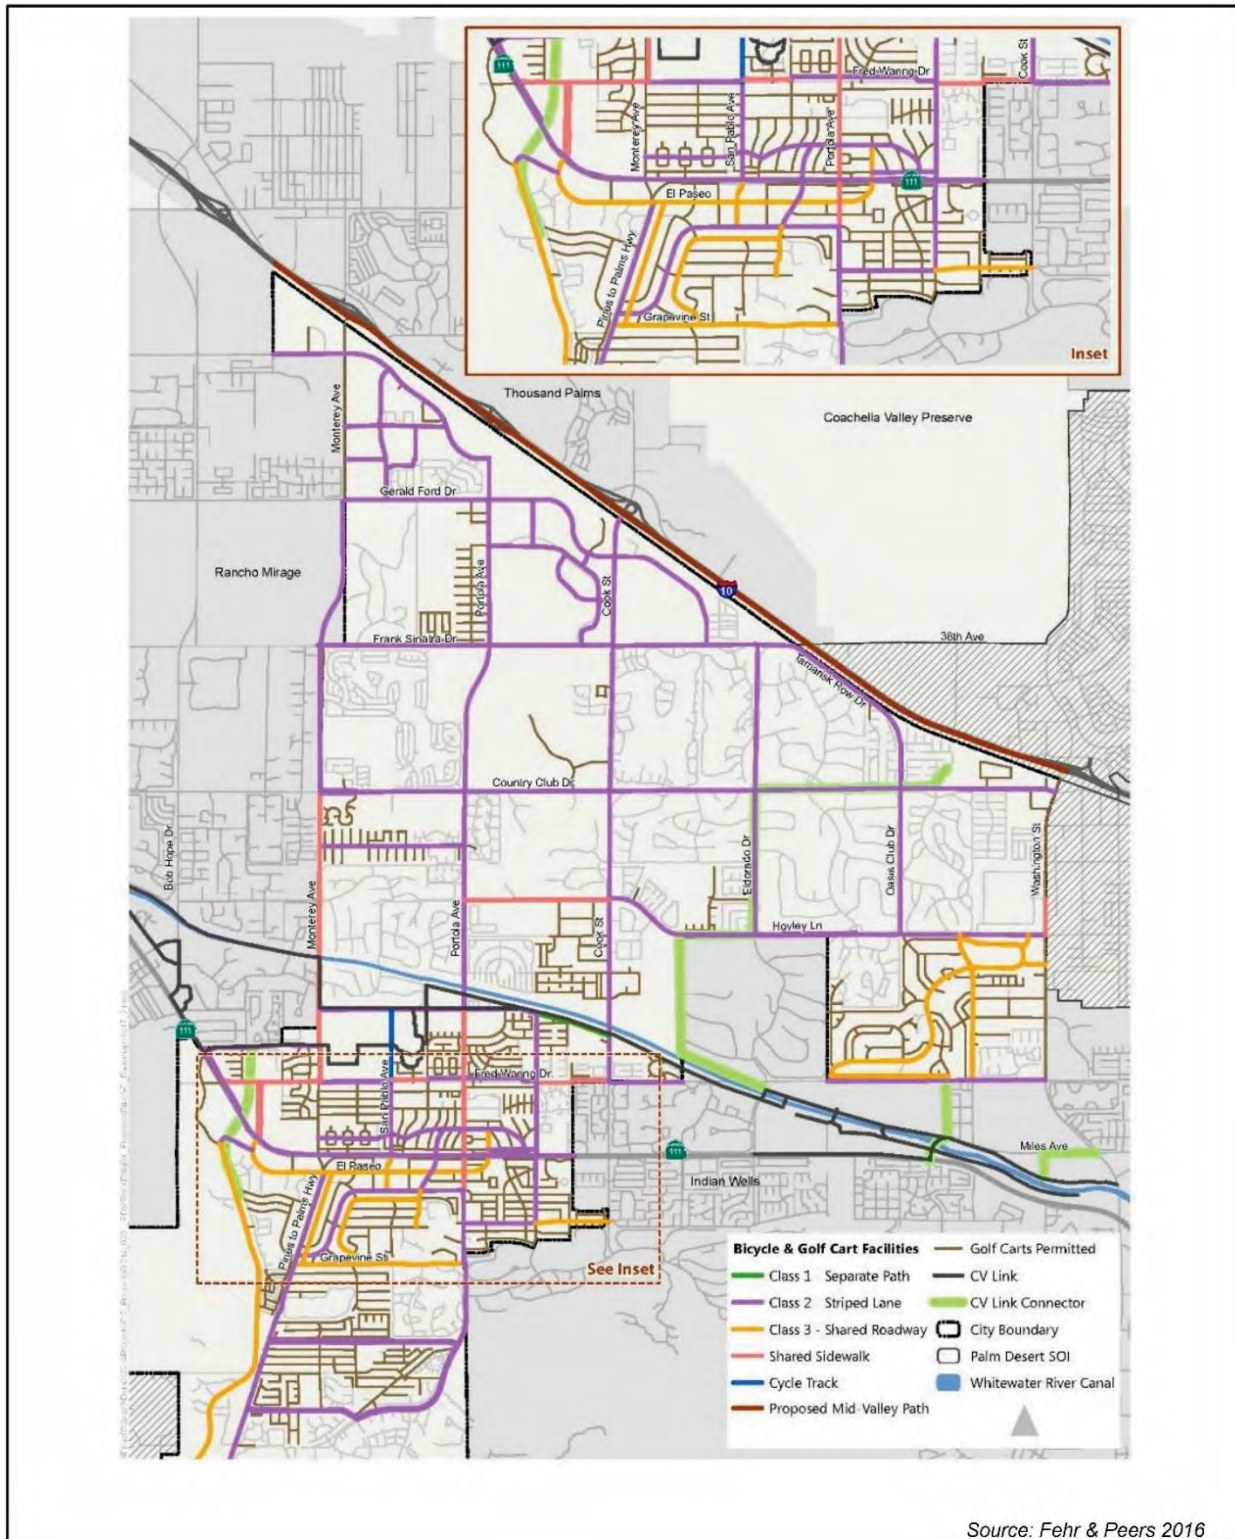 111
Fred Waring Dr
Cook St
Monterey Ave
San Pablo Ave
Portola Ave
111
El Paseo
Pines to Palms Hwy
Grapevine St
Inset
Thousand Palms
Coachella Valley Preserve
Monterey Ave
Gerald Ford Dr
Rancho Mirage
Portola Ave
Cook St
10
Frank Sinatra Dr
38th Ave
Tamarisk Row Dr
Country Club Dr
Bob Hope Dr
Monterey Ave
Portola Ave
Cook St
Eldorado Dr
Oasis Club Dr
Washington St
Hovley Ln
111
San Pablo Ave
Fred Waring Dr
111
El Paseo
Indian Wells
Miles Ave
Pines to Palms Hwy
Grapevine St
See Inset
Bicycle & Golf Cart Facilities
Class 1 Separate Path
Class 2 Striped Lane
Class 3 - Shared Roadway
Shared Sidewalk
Cycle Track
Proposed Mid-Valley Path
Golf Carts Permitted
CV Link
CV Link Connector
City Boundary
Palm Desert SOI
Whitewater River Canal
Source: Fehr & Peers 2016